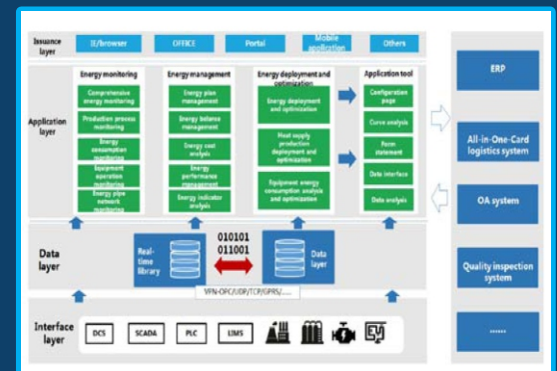 Issuance
layer
IE/browser
OFFICE
Portal
Mobile
application
Others
Application
layer
Energy monitoring
Comprehensive
energy monitoring
Production process
monitoring
Energy
consumption
monitoring
Equipment
operation monitoring
Energy pipe
network monitoring
Energy management
Energy plan
management
Energy balance
management
Energy cost
analysis
Energy
performance
management
Energy indicator
analysis
Energy deployment and
optimization
Energy deployment
and optimization
Heat supply
production
deployment and
optimization
Equipment energy
consumption analysis
and optimization
Application tool
Configuration
page
Curve analysis
Form
statement
Data interface
Data analysis
Data
layer
Real-
time
library
010101
011001
Data
layer
VPN-OPC/UDP/TCP/GPRS/......
Interface
layer
DCS
SCADA
PLC
LIMS
ERP
All-in-One-Card
logistics system
OA system
Quality inspection
system
......